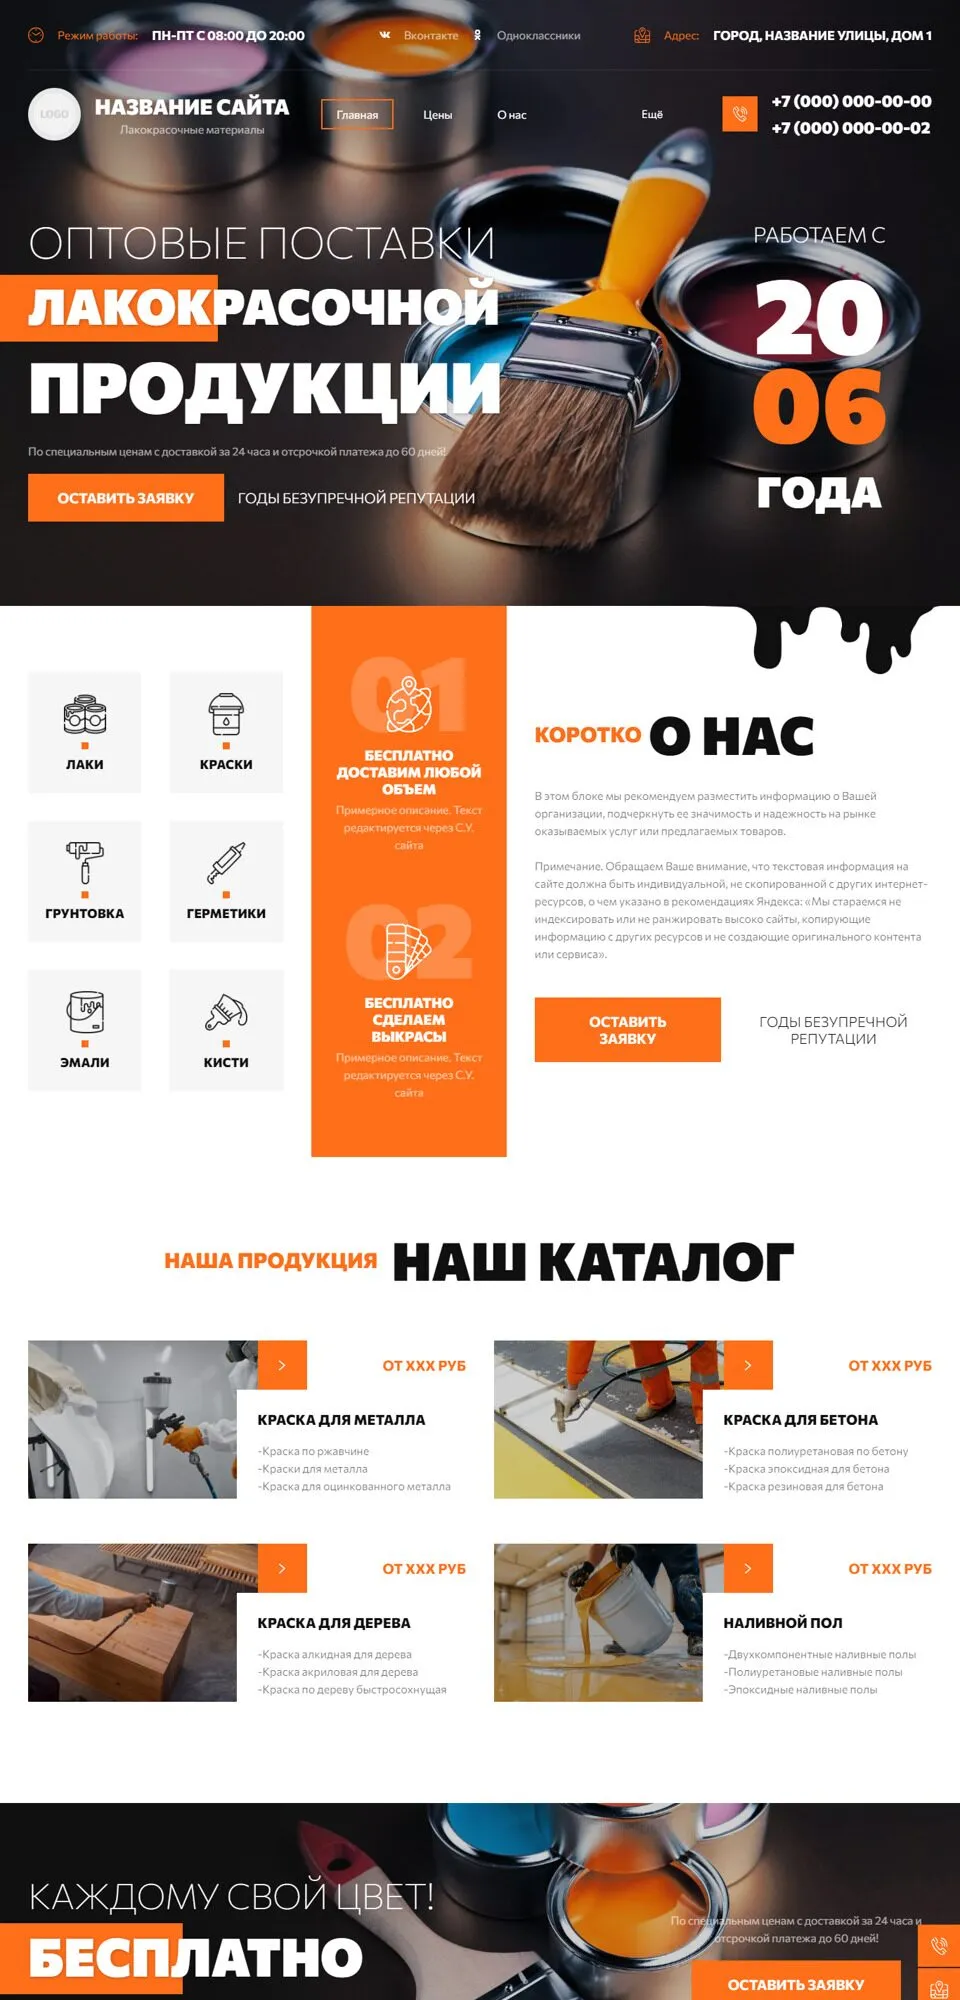 Режим работы: ПН-ПТ С 08:00 ДО 20:00
Вконтакте
Одноклассники
Адрес: ГОРОД, НАЗВАНИЕ УЛИЦЫ, ДОМ 1
LOGO
НАЗВАНИЕ САЙТА
Лакокрасочные материалы
Главная
Цены
О нас
Ещё
+7 (000) 000-00-00
+7 (000) 000-00-02
ОПТОВЫЕ ПОСТАВКИ
ЛАКОКРАСОЧНОЙ
ПРОДУКЦИИ
По специальным ценам с доставкой за 24 часа и отсрочкой платежа до 60 дней!
ОСТАВИТЬ ЗАЯВКУ
ГОДЫ БЕЗУПРЕЧНОЙ РЕПУТАЦИИ
РАБОТАЕМ С
20
06
ГОДА
ЛАКИ
КРАСКИ
ГРУНТОВКА
ГЕРМЕТИКИ
ЭМАЛИ
КИСТИ
01
БЕСПЛАТНО
ДОСТАВИМ ЛЮБОЙ
ОБЪЕМ
Примерное описание. Текст
редактируется через С.У.
сайта
02
БЕСПЛАТНО
СДЕЛАЕМ
ВЫКРАСЫ
Примерное описание. Текст
редактируется через С.У.
сайта
КОРОТКО О НАС
В этом блоке мы рекомендуем разместить информацию о Вашей
организации, подчеркнуть ее значимость и надежность на рынке
оказываемых услуг или предлагаемых товаров.
Примечание. Обращаем Ваше внимание, что текстовая информация на
сайте должна быть индивидуальной, не скопированной с других интернет-
ресурсов, о чем указано в рекомендациях Яндекса: «Мы стараемся не
индексировать или не ранжировать высоко сайты, копирующие
информацию с других ресурсов и не создающие оригинального контента
или сервиса».
ОСТАВИТЬ
ЗАЯВКУ
ГОДЫ БЕЗУПРЕЧНОЙ
РЕПУТАЦИИ
НАША ПРОДУКЦИЯ НАШ КАТАЛОГ
ОТ XXX РУБ
КРАСКА ДЛЯ МЕТАЛЛА
-Краска по ржавчине
-Краски для металла
-Краска для оцинкованного металла
ОТ XXX РУБ
КРАСКА ДЛЯ БЕТОНА
-Краска полиуретановая по бетону
-Краска эпоксидная для бетона
-Краска резиновая для бетона
ОТ XXX РУБ
КРАСКА ДЛЯ ДЕРЕВА
-Краска алкидная для дерева
-Краска акриловая для дерева
-Краска по дереву быстросохнущая
ОТ XXX РУБ
НАЛИВНОЙ ПОЛ
-Двухкомпонентные наливные полы
-Полиуретановые наливные полы
-Эпоксидные наливные полы
КАЖДОМУ СВОЙ ЦВЕТ!
БЕСПЛАТНО
По специальным ценам с доставкой за 24 часа и
отсрочкой платежа до 60 дней!
ОСТАВИТЬ ЗАЯВКУ